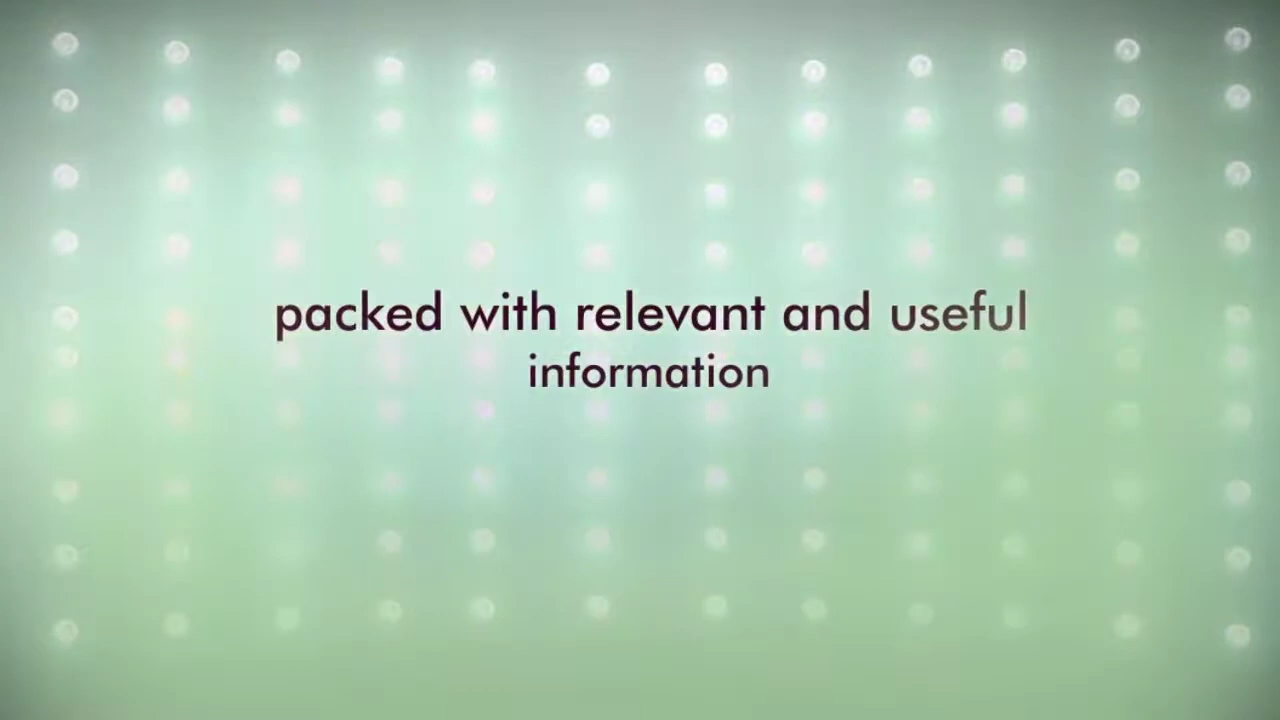 packed with relevant and useful
information